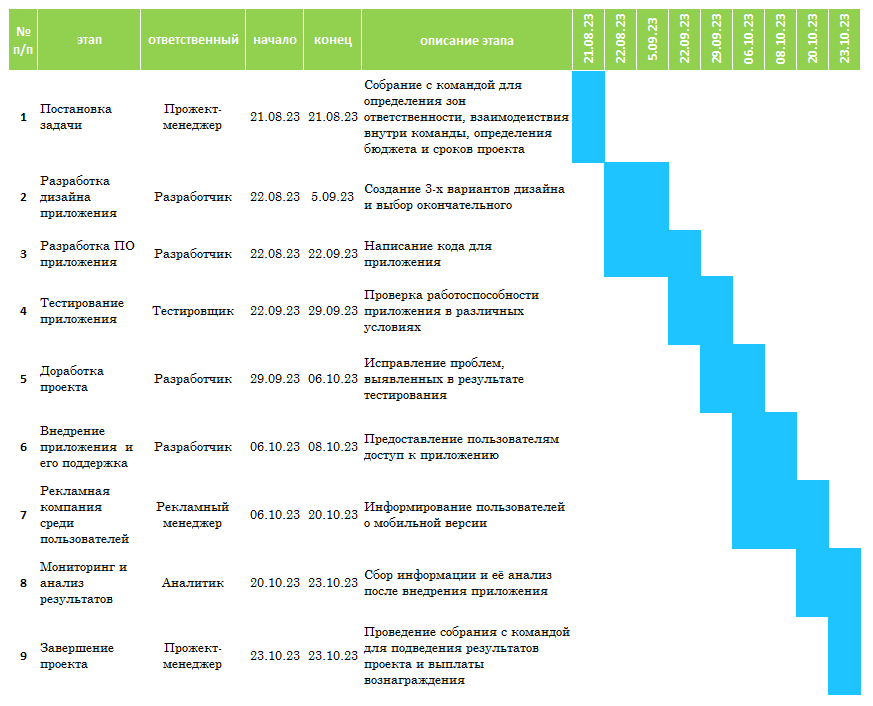 № п/п этап ответственный начало конец описание этапа 21.08.23 22.08.23 5.09.23 22.09.23 29.09.23 06.10.23 08.10.23 20.10.23 23.10.23
1 Постановка задачи Прожект-менеджер 21.08.23 21.08.23 Собрание с командой для
определения зон
ответственности, взаимодеиствия
внутри команды, определения
бюджета и сроков проекта
2 Разработка дизайна приложения Разработчик 22.08.23 5.09.23 Создание 3-х вариантов дизайна
и выбор окончательного
3 Разработка ПО приложения Разработчик 22.08.23 22.09.23 Написание кода для
приложения
4 Тестирование приложения Тестировщик 22.09.23 29.09.23 Проверка работоспособности
приложения в различных
условиях
5 Доработка проекта Разработчик 29.09.23 06.10.23 Исправление проблем,
выявленных в результате
тестирования
6 Внедрение приложения и его поддержка Разработчик 06.10.23 08.10.23 Предоставление пользователям
доступ к приложению
7 Рекламная компания среди пользователей Рекламный менеджер 06.10.23 20.10.23 Информирование пользователей
о мобильной версии
8 Мониторинг и анализ результатов Аналитик 20.10.23 23.10.23 Сбор информации и её анализ
после внедрения приложения
9 Завершение проекта Прожект-менеджер 23.10.23 23.10.23 Проведение собрания с командой
для подведения результатов
проекта и выплаты
вознаграждения